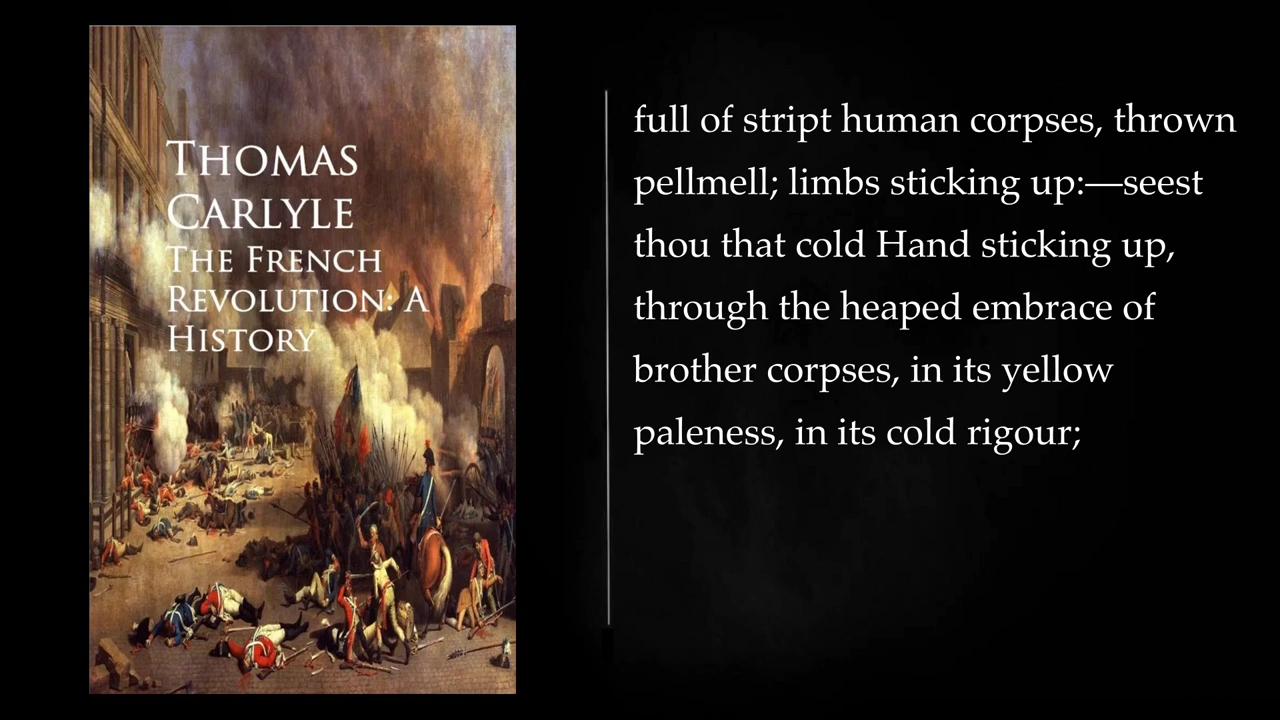 THOMAS
CARLYLE
THE FRENCH
REVOLUTION: A
HISTORY
full of stript human corpses, thrown
pellmell; limbs sticking up:—seest
thou that cold Hand sticking up,
through the heaped embrace of
brother corpses, in its yellow
paleness, in its cold rigour;